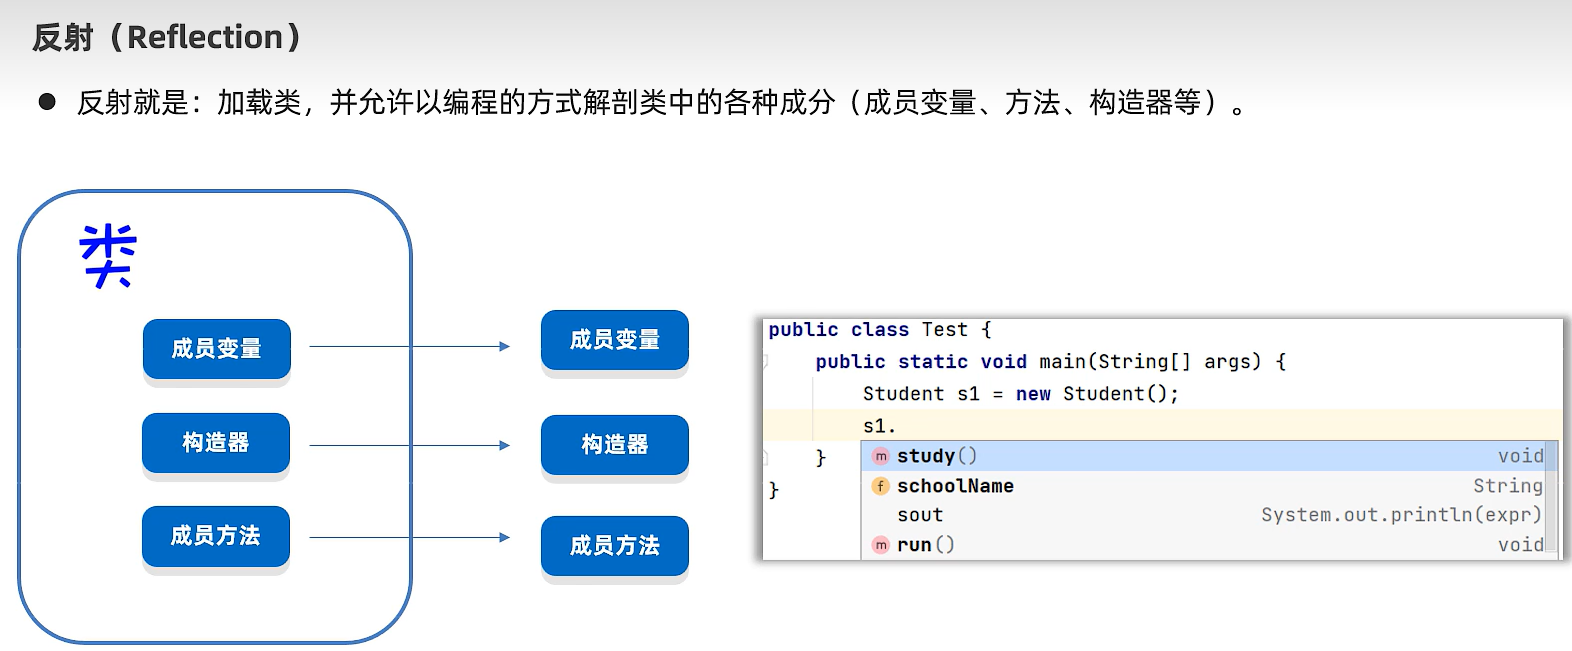 反射（Reflection）
● 反射就是：加载类，并允许以编程的方式解剖类中的各种成分（成员变量、方法、构造器等）。
类
成员变量
成员变量
构造器
构造器
成员方法
成员方法
public class Test {
public static void main(String[] args) {
Student s1 = new Student();
s1.
}
}
m study() void
f schoolName String
sout System.out.println(expr)
m run() void